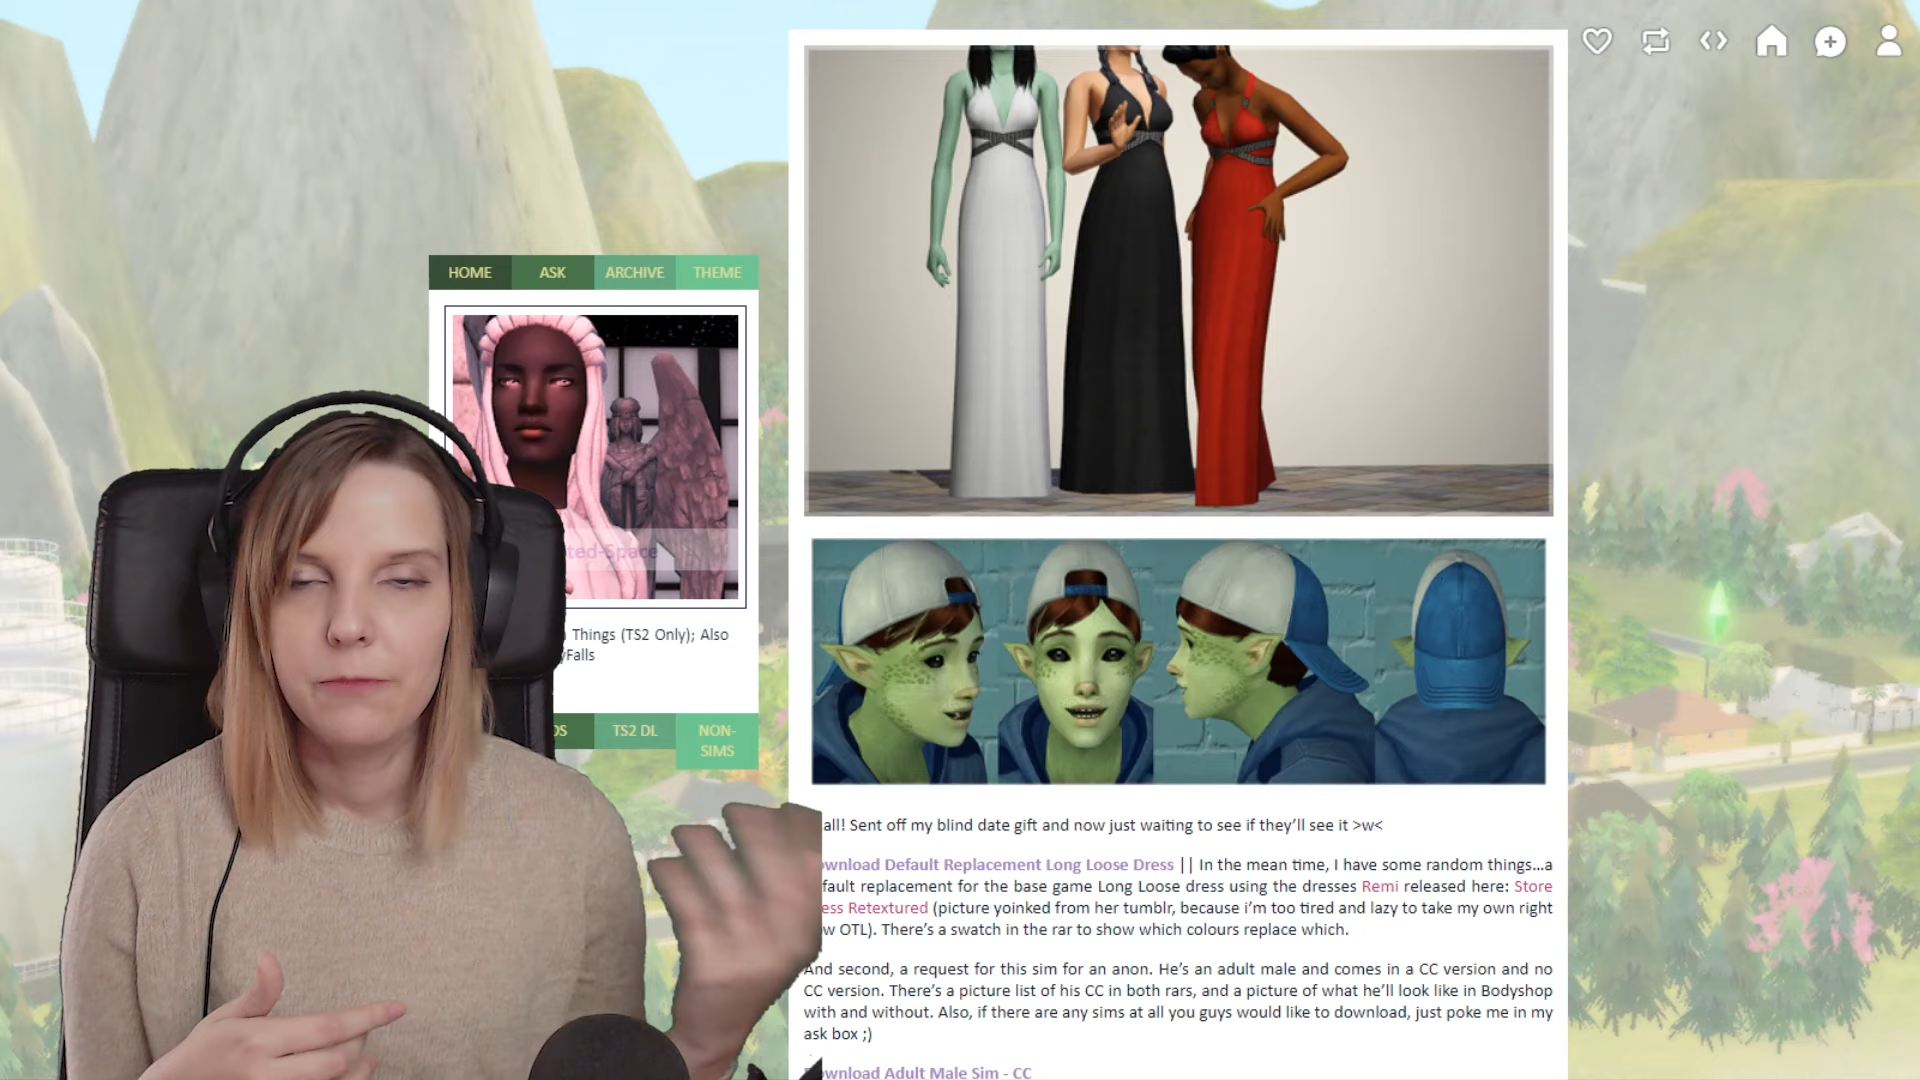 HOME ASK ARCHIVE THEME
ted-Space
Things (TS2 Only); Also
yFalls
TS2 DL NON-
SIMS
all! Sent off my blind date gift and now just waiting to see if they'll see it >w<
wnload Default Replacement Long Loose Dress || In the mean time, I have some random things...a
fault replacement for the base game Long Loose dress using the dresses Remi released here: Store
ess Retextured (picture yoinked from her tumblr, because i'm too tired and lazy to take my own right
w OTL). There's a swatch in the rar to show which colours replace which.
And second, a request for this sim for an anon. He's an adult male and comes in a CC version and no
CC version. There's a picture list of his CC in both rars, and a picture of what he'll look like in Bodyshop
with and without. Also, if there are any sims at all you guys would like to download, just poke me in my
ask box ;)
wnload Adult Male Sim - CC